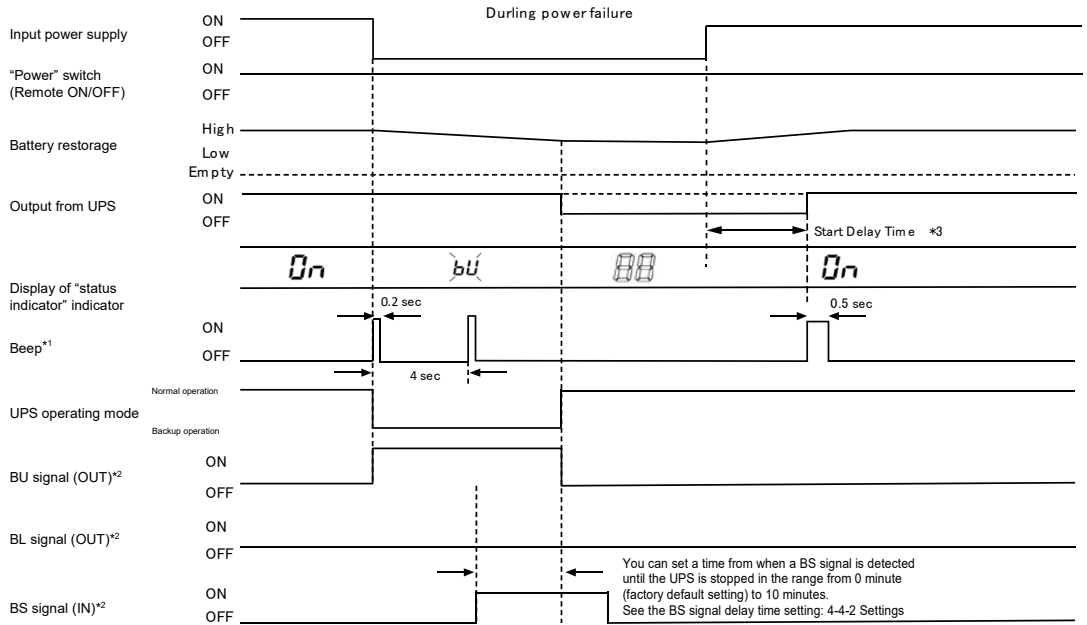 Durling power failure
Input power supply
ON
OFF
"Power" switch
(Remote ON/OFF)
ON
OFF
Battery restorage
High
Low
Empty
Output from UPS
ON
OFF
Start Delay Time *3
Display of "status
indicator" indicator
On
bU
88
On
0.2 sec
0.5 sec
Beep*1
ON
OFF
4 sec
UPS operating mode
Normal operation
Backup operation
BU signal (OUT)*2
ON
OFF
BL signal (OUT)*2
ON
OFF
You can set a time from when a BS signal is detected
until the UPS is stopped in the range from 0 minute
(factory default setting) to 10 minutes.
See the BS signal delay time setting: 4-4-2 Settings
BS signal (IN)*2
ON
OFF